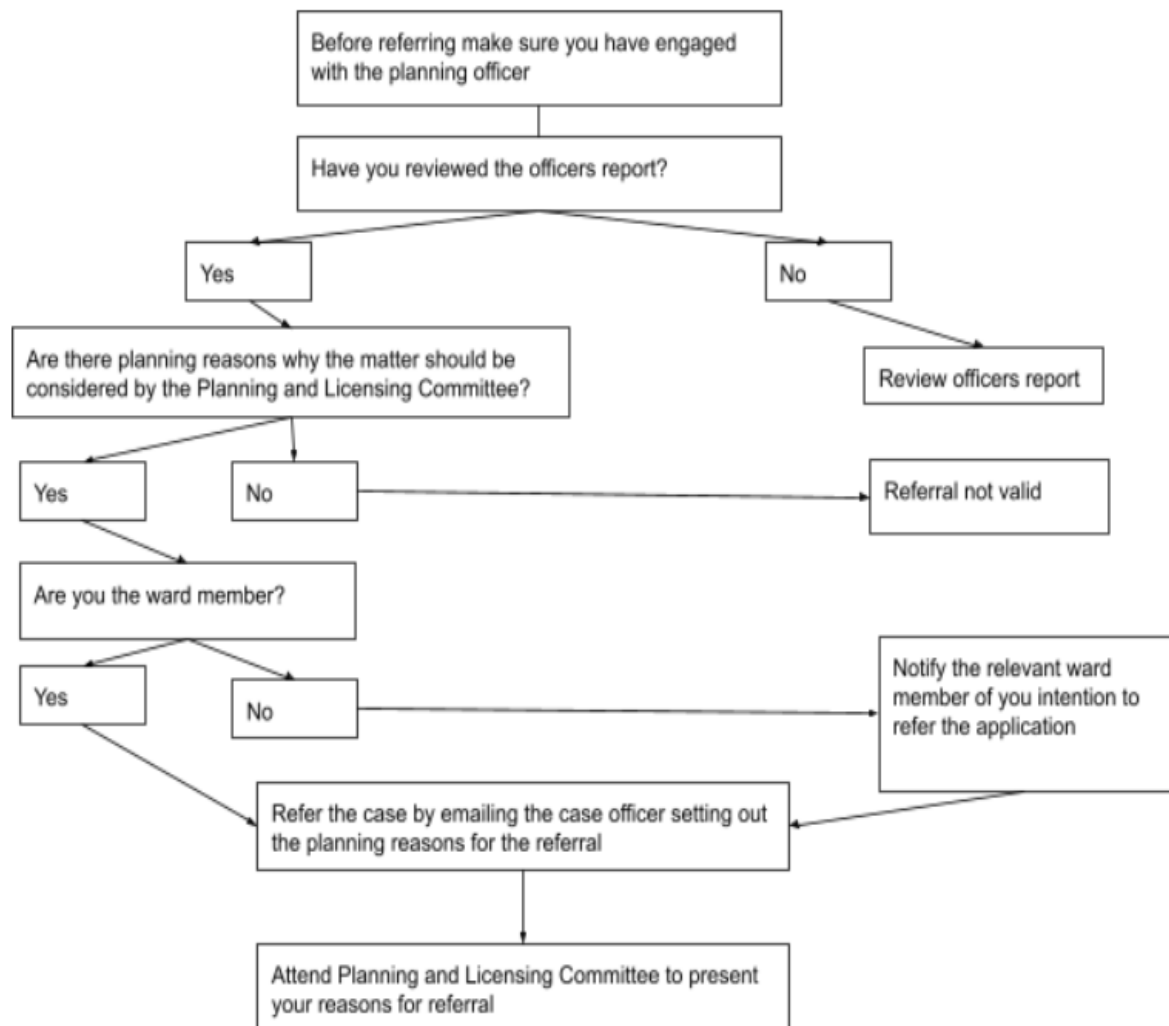 Before referring make sure you have engaged
with the planning officer
Have you reviewed the officers report?
Yes
No
Are there planning reasons why the matter should be
considered by the Planning and Licensing Committee?
Review officers report
Yes
No
Referral not valid
Are you the ward member?
Yes
No
Notify the relevant ward
member of you intention to
refer the application
Refer the case by emailing the case officer setting out
the planning reasons for the referral
Attend Planning and Licensing Committee to present
your reasons for referral